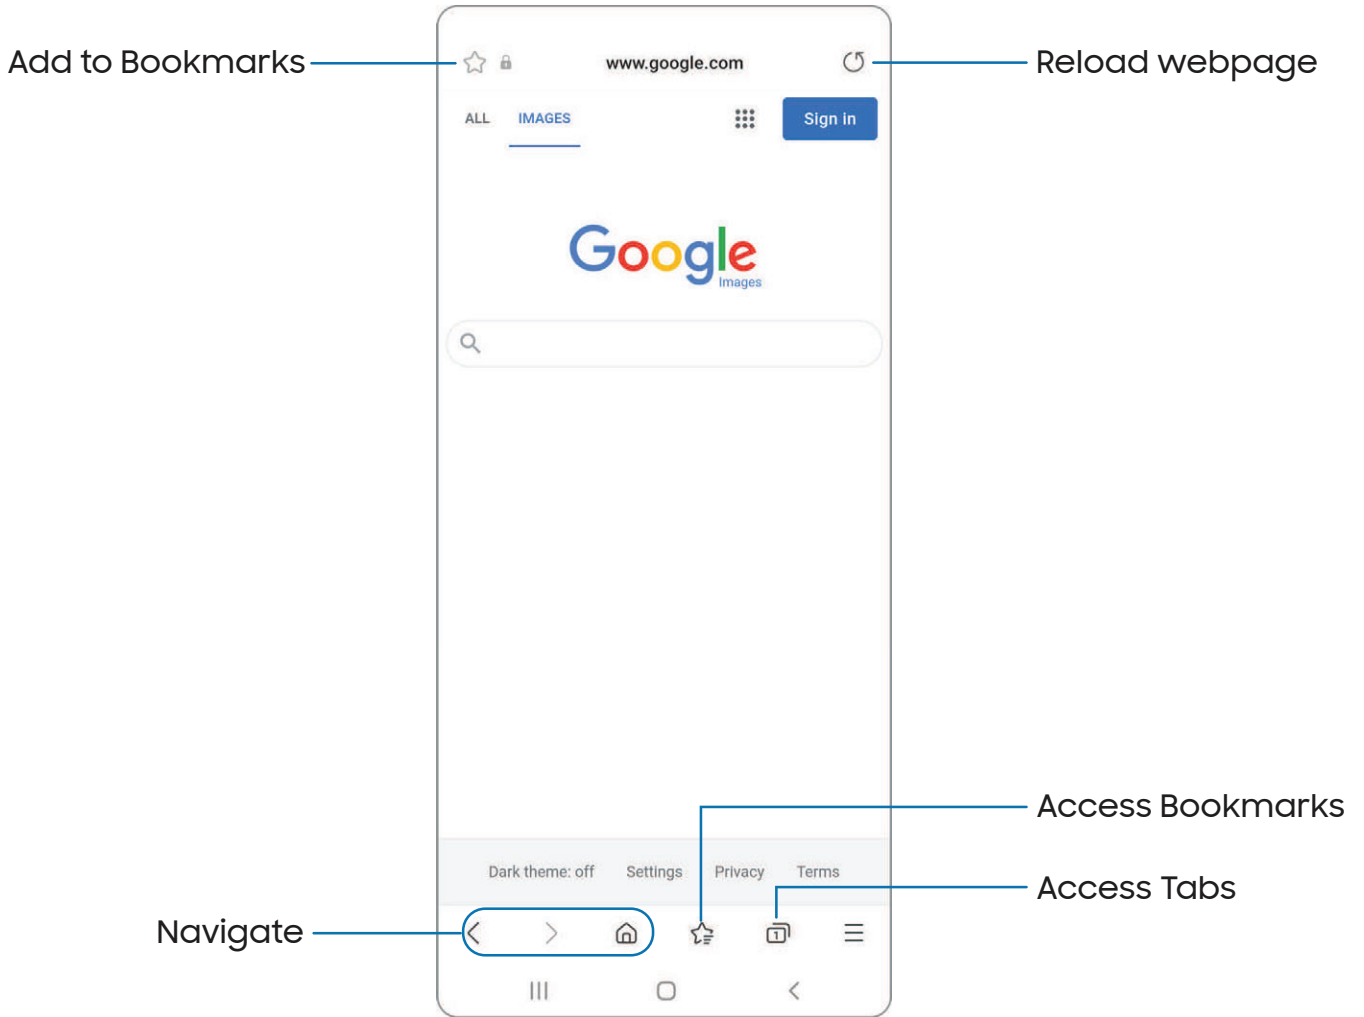 Add to Bookmarks
www.google.com
Reload webpage
ALL IMAGES
Sign in
Google
Images
Access Bookmarks
Dark theme: off Settings Privacy Terms
Access Tabs
Navigate
1